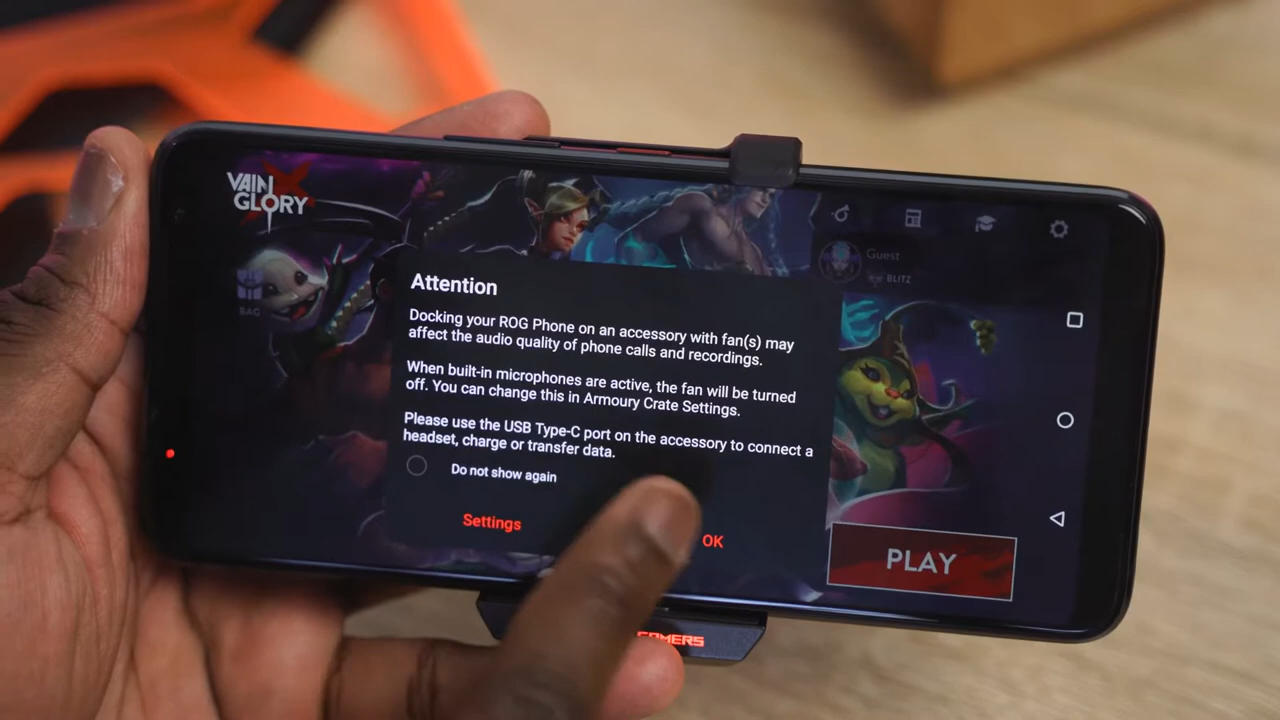 VAIN
GLORY
BAG
Guest
BLITZ
Attention
Docking your ROG Phone on an accessory with fan(s) may
affect the audio quality of phone calls and recordings.
When built-in microphones are active, the fan will be turned
off. You can change this in Armoury Crate Settings.
Please use the USB Type-C port on the accessory to connect a
headset, charge or transfer data.
Do not show again
Settings
OK
PLAY
GAMERS